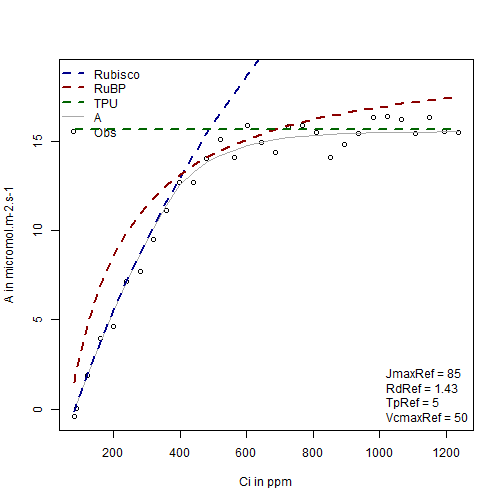 Rubisco
RuBP
TPU
A
Obs
A in micromol.m-2.s-1
15
10
5
0
JmaxRef = 85
RdRef = 1.43
TpRef = 5
VcmaxRef = 50
200 400 600 800 1000 1200
Ci in ppm